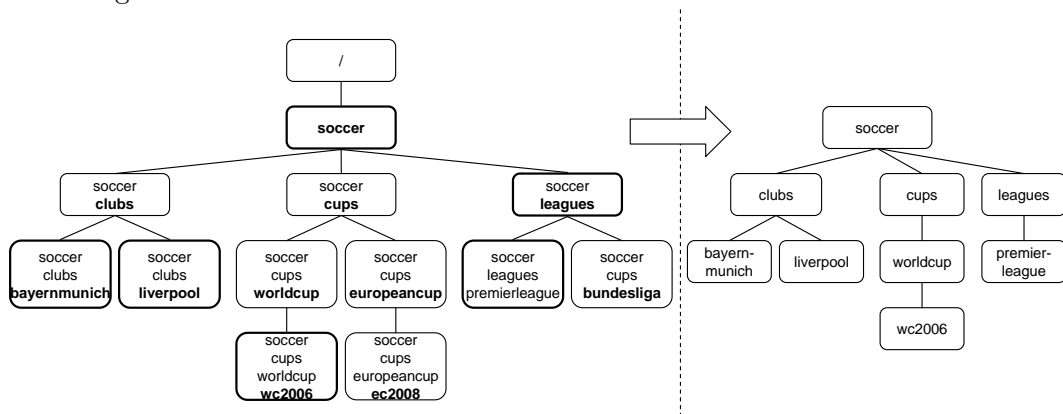 /
soccer
soccer
clubs
soccer
cups
soccer
leagues
soccer
clubs
bayernmunich
soccer
clubs
liverpool
soccer
cups
worldcup
soccer
cups
europeancup
soccer
leagues
premierleague
soccer
cups
bundesliga
soccer
cups
worldcup
wc2006
soccer
cups
europeancup
ec2008
soccer
clubs
cups
leagues
bayern-
munich
liverpool
worldcup
premier-
league
wc2006